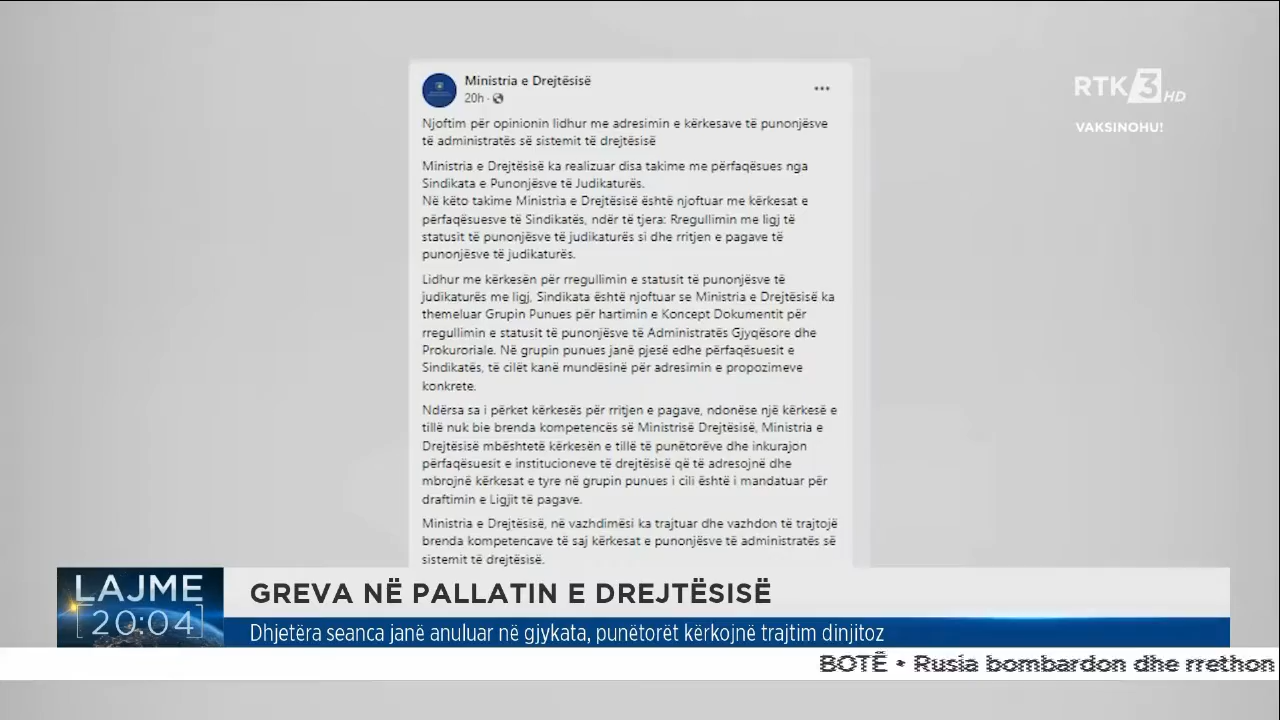 Ministria e Drejtësisë
20h ·
RTK 3 HD
VAKSINOHU!
Njoftim për opinionin lidhur me adresimin e kërkesave të punonjësve
të administratës së sistemit të drejtësisë
Ministria e Drejtësisë ka realizuar disa takime me përfaqësues nga
Sindikata e Punonjësve të Judikaturës.
Në këto takime Ministria e Drejtësisë është njoftuar me kërkesat e
përfaqësuesve të Sindikatës, ndër të tjera: Rregullimin me ligj të
statusit të punonjësve të judikaturës si dhe rritjen e pagave të
punonjësve të judikaturës.
Lidhur me kërkesën për rregullimin e statusit të punonjësve të
judikaturës me ligj, Sindikata është njoftuar se Ministria e Drejtësisë ka
themeluar Grupin Punues për hartimin e Koncept Dokumentit për
rregullimin e statusit të punonjësve të Administratës Gjyqësore dhe
Prokuroriale. Në grupin punues janë pjesë edhe përfaqësuesit e
Sindikatës, të cilët kanë mundësinë për adresimin e propozimeve
konkrete.
Ndërsa sa i përket kërkesës për rritjen e pagave, ndonëse një kërkesë e
tillë nuk bie brenda kompetencës së Ministrisë Drejtësisë, Ministria e
Drejtësisë mbështetë kërkesën e tillë të punëtorëve dhe inkurajon
përfaqësuesit e institucioneve të drejtësisë që të adresojnë dhe
mbrojnë kërkesat e tyre në grupin punues i cili është i mandatuar për
draftimin e Ligjit të pagave.
Ministria e Drejtësisë, në vazhdimësi ka trajtuar dhe vazhdon të trajtojë
brenda kompetencave të saj kërkesat e punonjësve të administratës së
sistemit të drejtësisë.
LAJME
20:04
GREVA NË PALLATIN E DREJTËSISË
Dhjetëra seanca janë anuluar në gjykata, punëtorët kërkojnë trajtim dinjitoz
BOTË • Rusia bombardon dhe rrethon